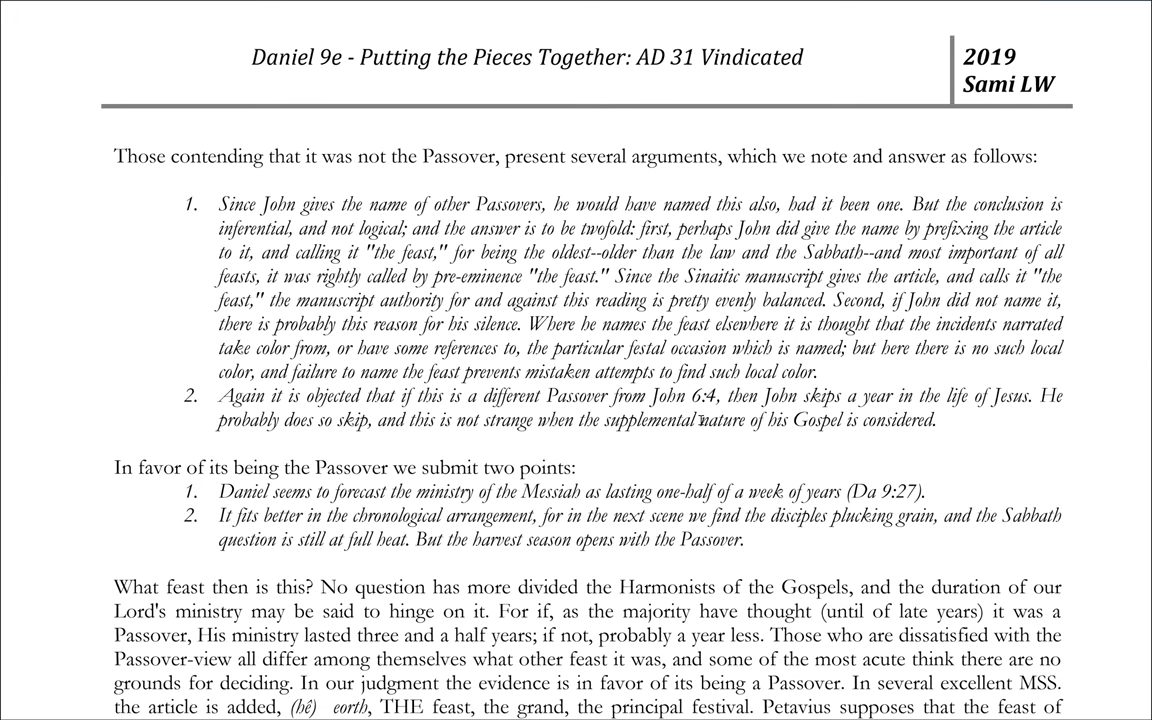 Daniel 9e - Putting the Pieces Together: AD 31 Vindicated
2019
Sami LW
Those contending that it was not the Passover, present several arguments, which we note and answer as follows:
1. Since John gives the name of other Passovers, he would have named this also, had it been one. But the conclusion is
inferential, and not logical; and the answer is to be twofold: first, perhaps John did give the name by prefixing the article
to it, and calling it "the feast," for being the oldest--older than the law and the Sabbath--and most important of all
feasts, it was rightly called by pre-eminence "the feast." Since the Sinaitic manuscript gives the article, and calls it "the
feast," the manuscript authority for and against this reading is pretty evenly balanced. Second, if John did not name it,
there is probably this reason for his silence. Where he names the feast elsewhere it is thought that the incidents narrated
take color from, or have some references to, the particular festal occasion which is named; but here there is no such local
color, and failure to name the feast prevents mistaken attempts to find such local color.
2. Again it is objected that if this is a different Passover from John 6:4, then John skips a year in the life of Jesus. He
probably does so skip, and this is not strange when the supplemental nature of his Gospel is considered.
In favor of its being the Passover we submit two points:
1. Daniel seems to forecast the ministry of the Messiah as lasting one-half of a week of years (Da 9:27).
2. It fits better in the chronological arrangement, for in the next scene we find the disciples plucking grain, and the Sabbath
question is still at full heat. But the harvest season opens with the Passover.
What feast then is this? No question has more divided the Harmonists of the Gospels, and the duration of our
Lord's ministry may be said to hinge on it. For if, as the majority have thought (until of late years) it was a
Passover, His ministry lasted three and a half years; if not, probably a year less. Those who are dissatisfied with the
Passover-view all differ among themselves what other feast it was, and some of the most acute think there are no
grounds for deciding. In our judgment the evidence is in favor of its being a Passover. In several excellent MSS.
the article is added, (hê) eorth, THE feast, the grand, the principal festival. Petavius supposes that the feast of